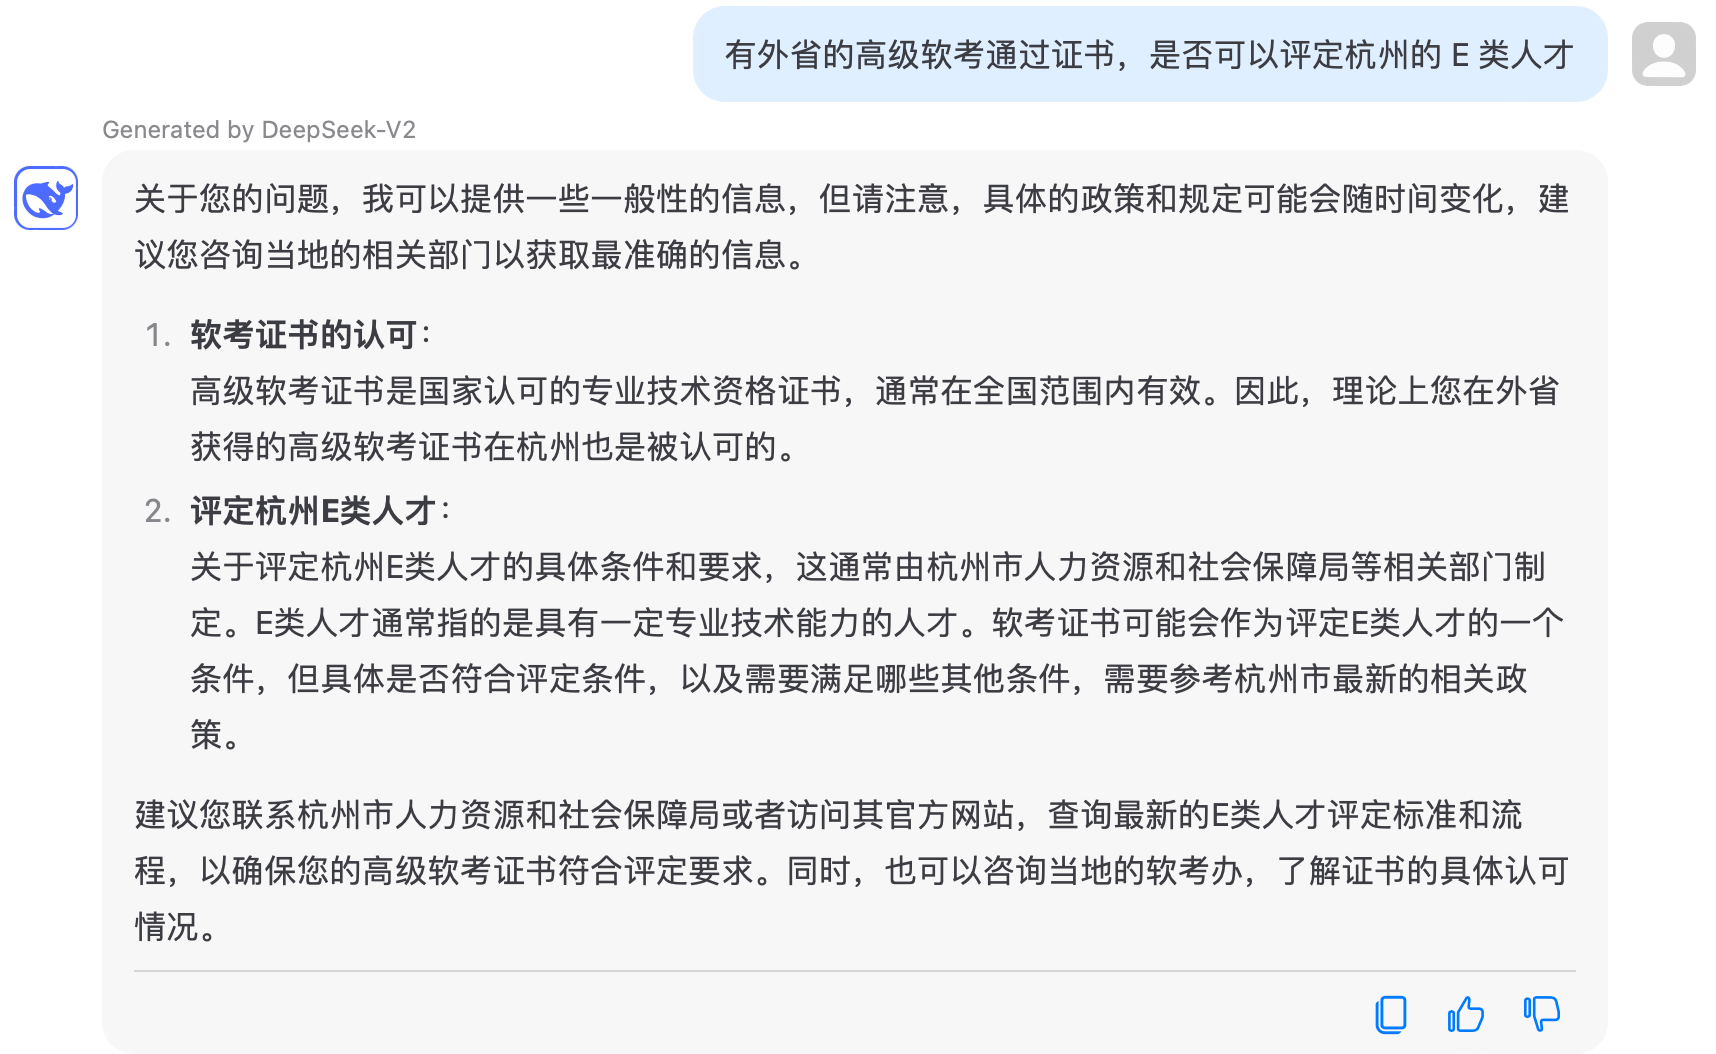 有外省的高级软考通过证书，是否可以评定杭州的 E 类人才
Generated by DeepSeek-V2
关于您的问题，我可以提供一些一般性的信息，但请注意，具体的政策和规定可能会随时间变化，建
议您咨询当地的相关部门以获取最准确的信息。
1. 软考证书的认可：
高级软考证书是国家认可的专业技术资格证书，通常在全国范围内有效。因此，理论上您在外省
获得的高级软考证书在杭州也是被认可的。
2. 评定杭州E类人才：
关于评定杭州E类人才的具体条件和要求，这通常由杭州市人力资源和社会保障局等相关部门制
定。E类人才通常指的是具有一定专业技术能力的人才。软考证书可能会作为评定E类人才的一个
条件，但具体是否符合评定条件，以及需要满足哪些其他条件，需要参考杭州市最新的相关政
策。
建议您联系杭州市人力资源和社会保障局或者访问其官方网站，查询最新的E类人才评定标准和流
程，以确保您的高级软考证书符合评定要求。同时，也可以咨询当地的软考办，了解证书的具体认可
情况。